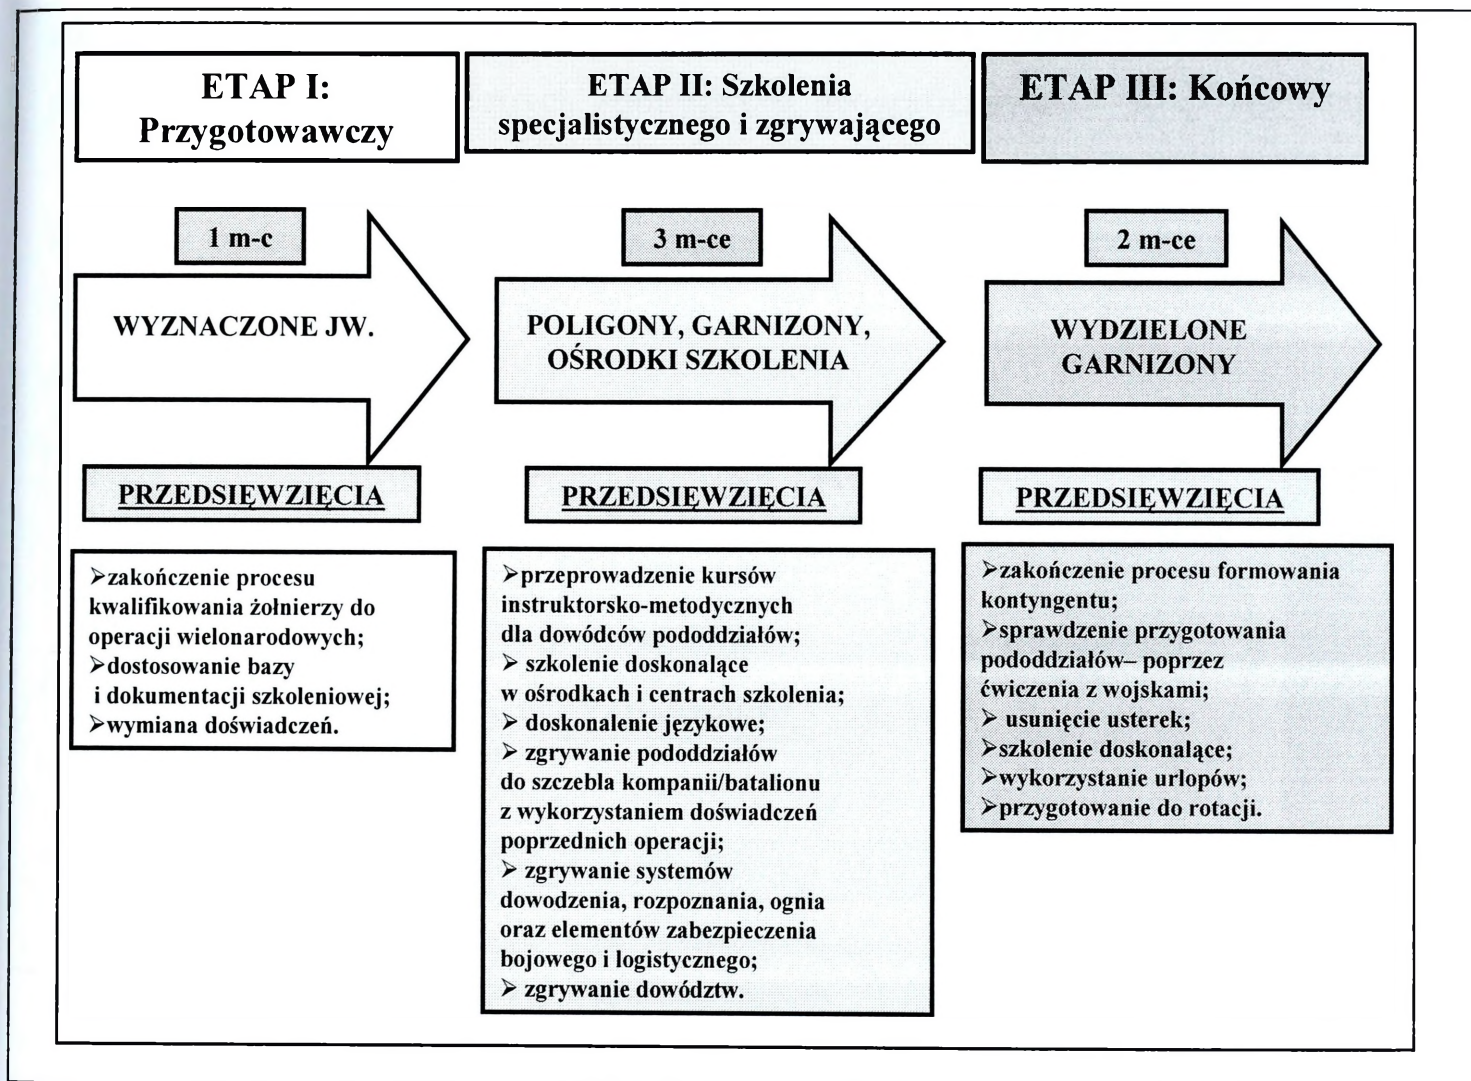 ETAP I:
Przygotowawczy
ETAP II: Szkolenia
specjalistycznego i zgrywającego
ETAP III: Końcowy
1 m-c
3 m-ce
2 m-ce
WYZNACZONE JW.
POLIGONY, GARNIZONY,
OŚRODKI SZKOLENIA
WYDZIELONE
GARNIZONY
PRZEDSIĘWZIĘCIA
PRZEDSIĘWZIĘCIA
PRZEDSIĘWZIĘCIA
➢zakończenie procesu
kwalifikowania żołnierzy do
operacji wielonarodowych;
➢dostosowanie bazy
i dokumentacji szkoleniowej;
➢wymiana doświadczeń.
➢przeprowadzenie kursów
instruktorsko-metodycznych
dla dowódców pododdziałów;
➢ szkolenie doskonalące
w ośrodkach i centrach szkolenia;
➢ doskonalenie językowe;
➢ zgrywanie pododdziałów
do szczebla kompanii/batalionu
z wykorzystaniem doświadczeń
poprzednich operacji;
➢ zgrywanie systemów
dowodzenia, rozpoznania, ognia
oraz elementów zabezpieczenia
bojowego i logistycznego;
➢ zgrywanie dowództw.
➢zakończenie procesu formowania
kontyngentu;
➢sprawdzenie przygotowania
pododdziałów– poprzez
ćwiczenia z wojskami;
➢ usunięcie usterek;
➢szkolenie doskonalące;
➢wykorzystanie urlopów;
➢przygotowanie do rotacji.